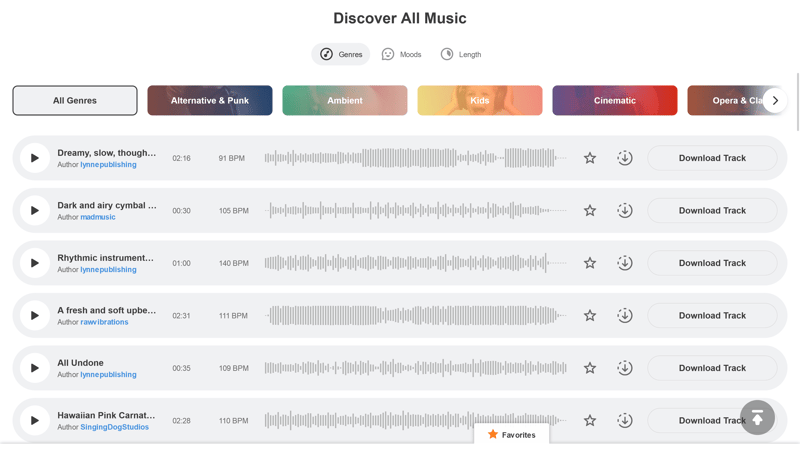 Discover All Music
Genres
Moods
Length
All Genres
Alternative & Punk
Ambient
Kids
Cinematic
Opera & Cla
Dreamy, slow, though...
Author lynnepublishing
02:16
91 BPM
Download Track
Dark and airy cymbal ...
Author madmusic
00:30
105 BPM
Download Track
Rhythmic instrument...
Author lynnepublishing
01:00
140 BPM
Download Track
A fresh and soft upbe...
Author rawvibrations
02:31
111 BPM
Download Track
All Undone
Author lynnepublishing
00:35
109 BPM
Download Track
Hawaiian Pink Carnat...
Author SingingDogStudios
02:28
110 BPM
Download Track
Favorites